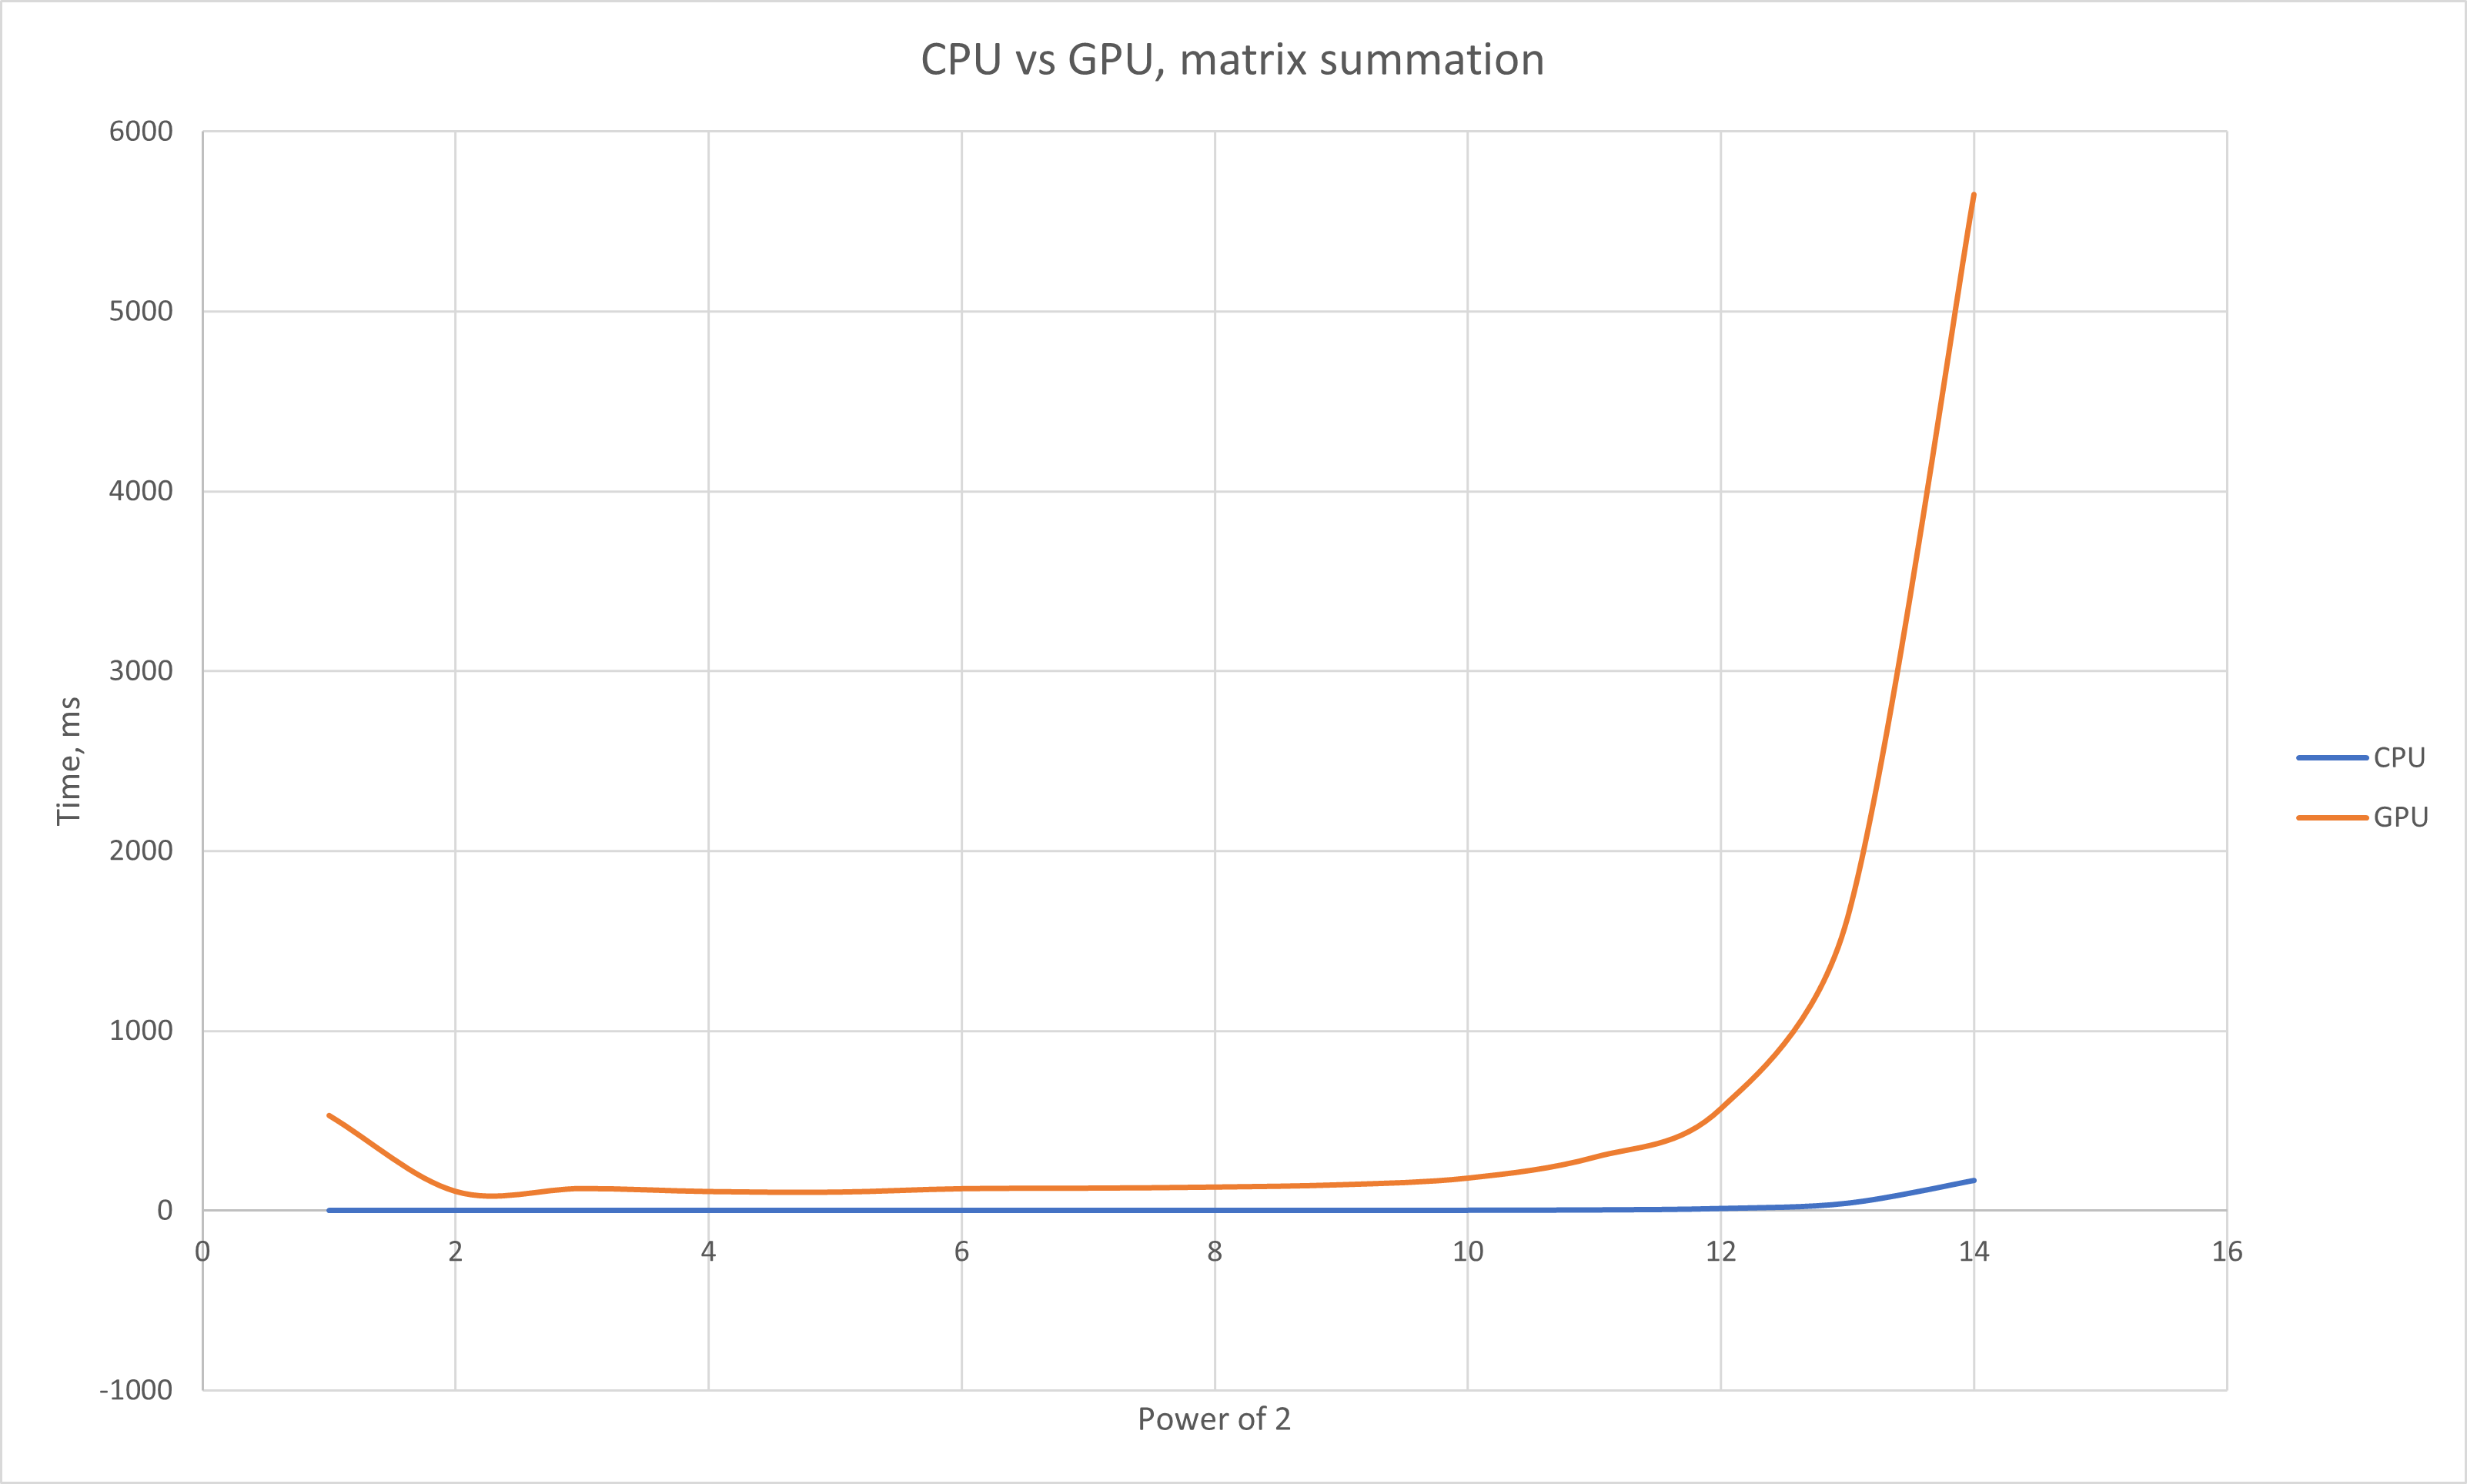 CPU vs GPU, matrix summation
6000
5000
4000
3000
2000
1000
0
-1000
Time, ms
0 2 4 6 8 10 12 14 16
Power of 2
CPU
GPU